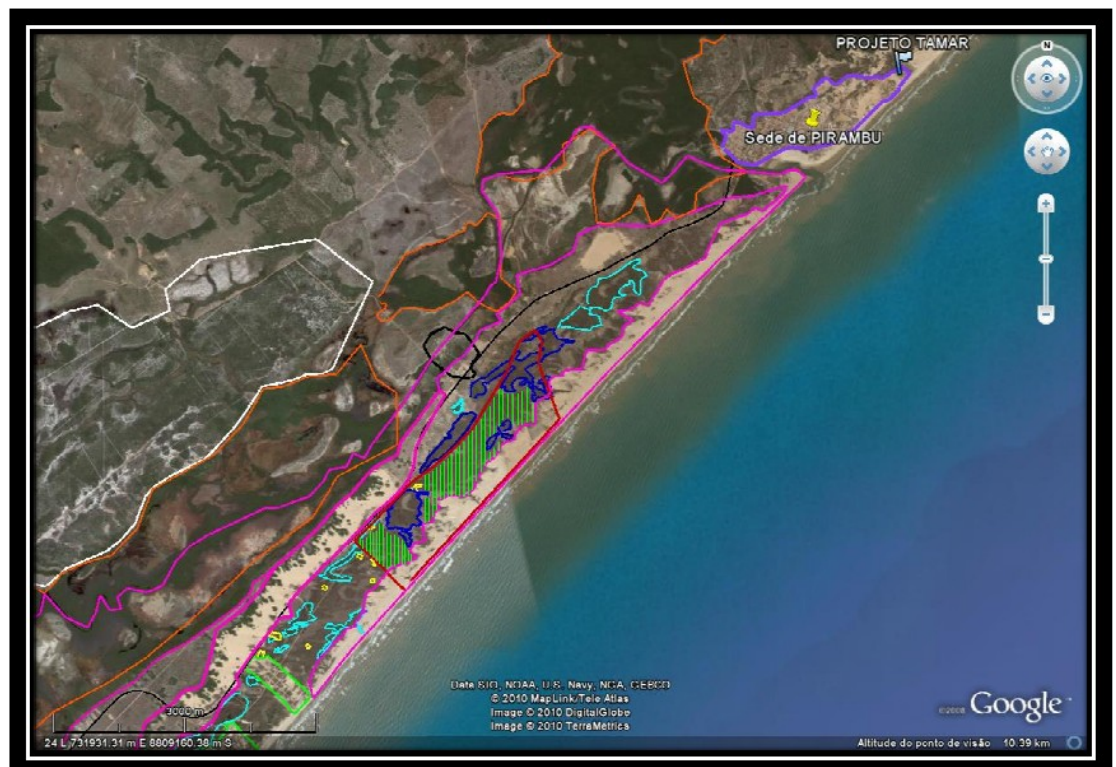 PROJETO TAMAR
N
Sede de PIRAMBU
3000 m
Data SIO, NOAA, U.S. Navy, NGA, GEBCO
© 2010 MapLink/Tele Atlas
Image © 2010 DigitalGlobe
Image © 2010 TerraMetrics
©2008 Google
24 L 731931.31 m E 8809160.38 m S
Altitude do ponto de visão 10.39 km